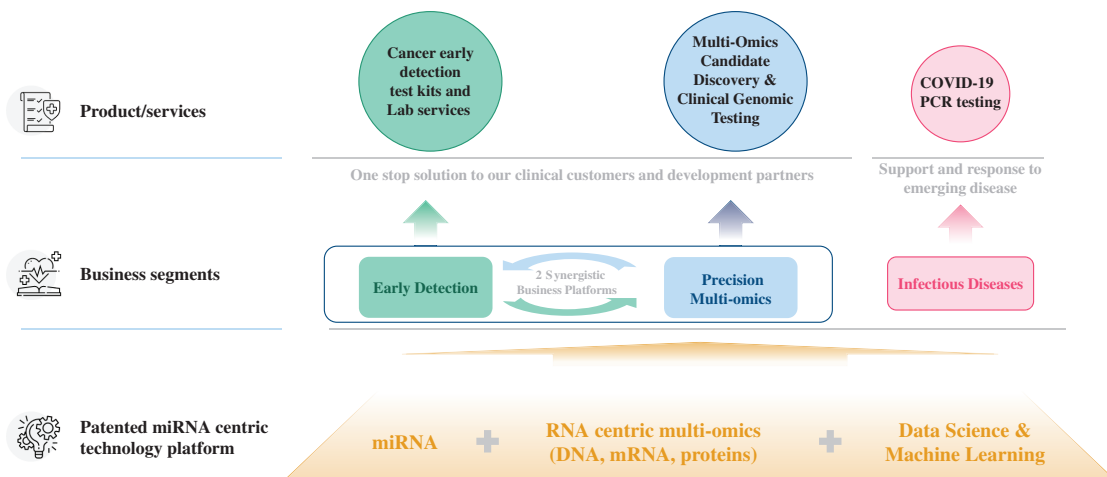 Cancer early
detection
test kits and
Lab services
Multi-Omics
Candidate
Discovery &
Clinical Genomic
Testing
COVID-19
PCR testing
Product/services
One stop solution to our clinical customers and development partners
Support and response to
emerging disease
Business segments
Early Detection
2 Synergistic
Business Platforms
Precision
Multi-omics
Infectious Diseases
Patented miRNA centric
technology platform
miRNA
+
RNA centric multi-omics
(DNA, mRNA, proteins)
+
Data Science &
Machine Learning